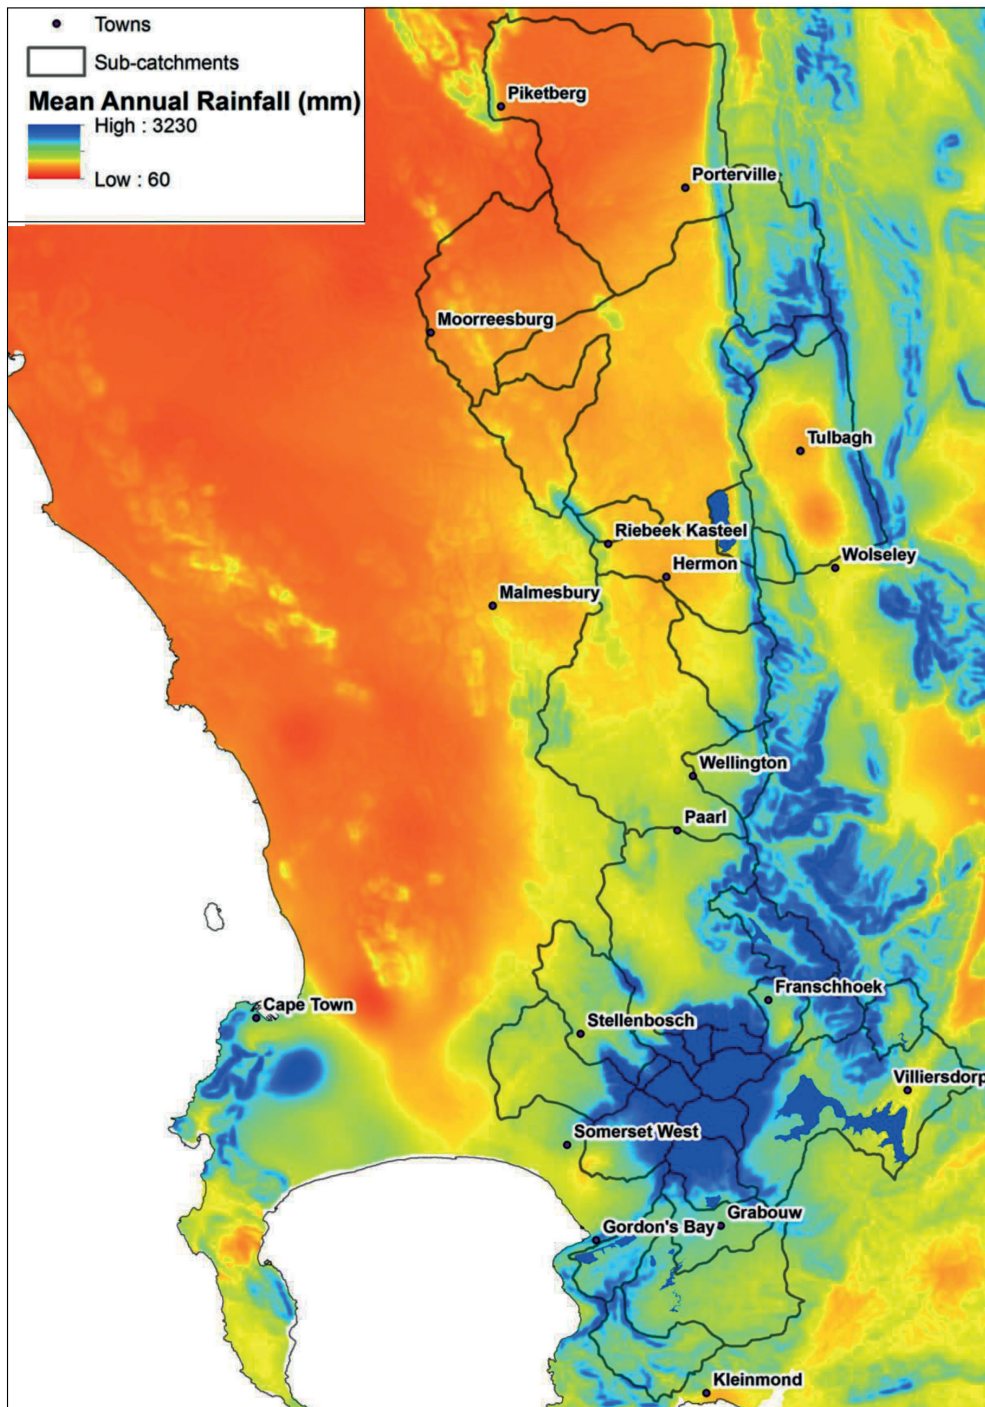 Towns
Sub-catchments
Mean Annual Rainfall (mm)
High : 3230
Low : 60
Piketberg
Porterville
Moorreesburg
Tulbagh
Riebeek Kasteel
Wolseley
Hermon
Malmesbury
Wellington
Paarl
Franschhoek
Cape Town
Stellenbosch
Villiersdorp
Somerset West
Grabouw
Gordon's Bay
Kleinmond